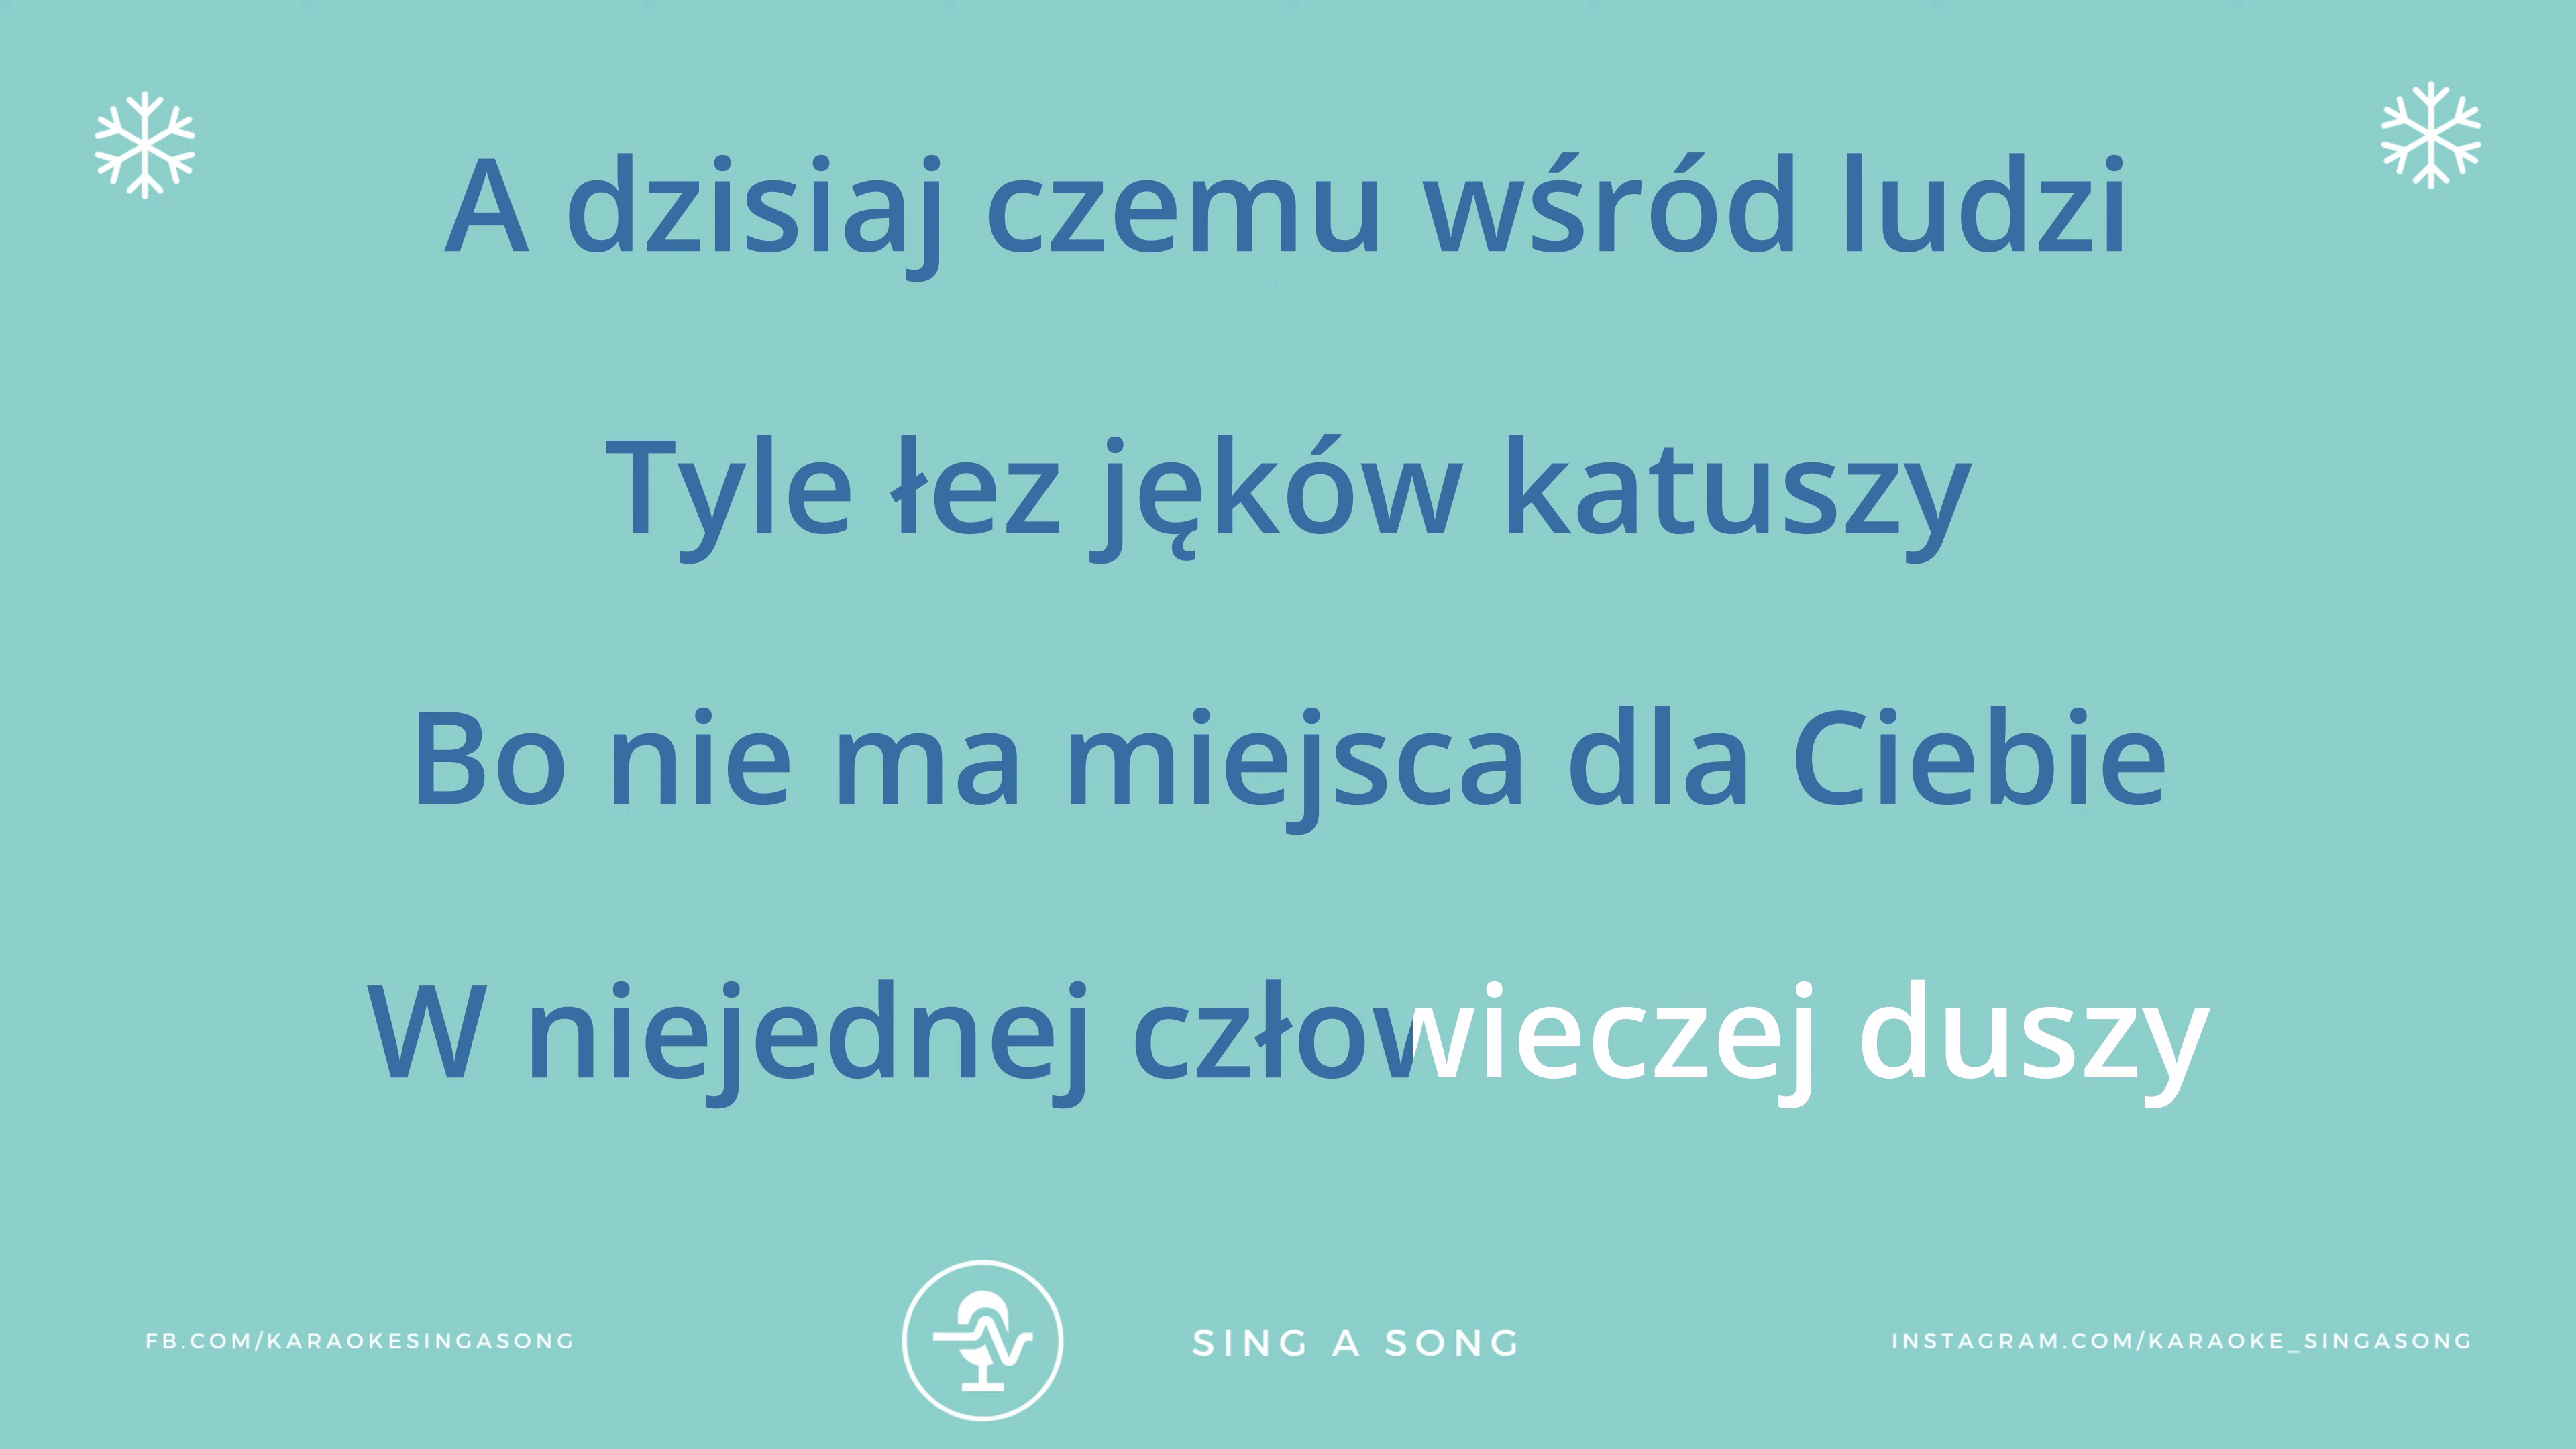 A dzisiaj czemu wśród ludzi
Tyle łez jęków katuszy
Bo nie ma miejsca dla Ciebie
W niejednej człowieczej duszy
FB.COM/KARAOKESINGASONG
SING A SONG
INSTAGRAM.COM/KARAOKE_SINGASONG